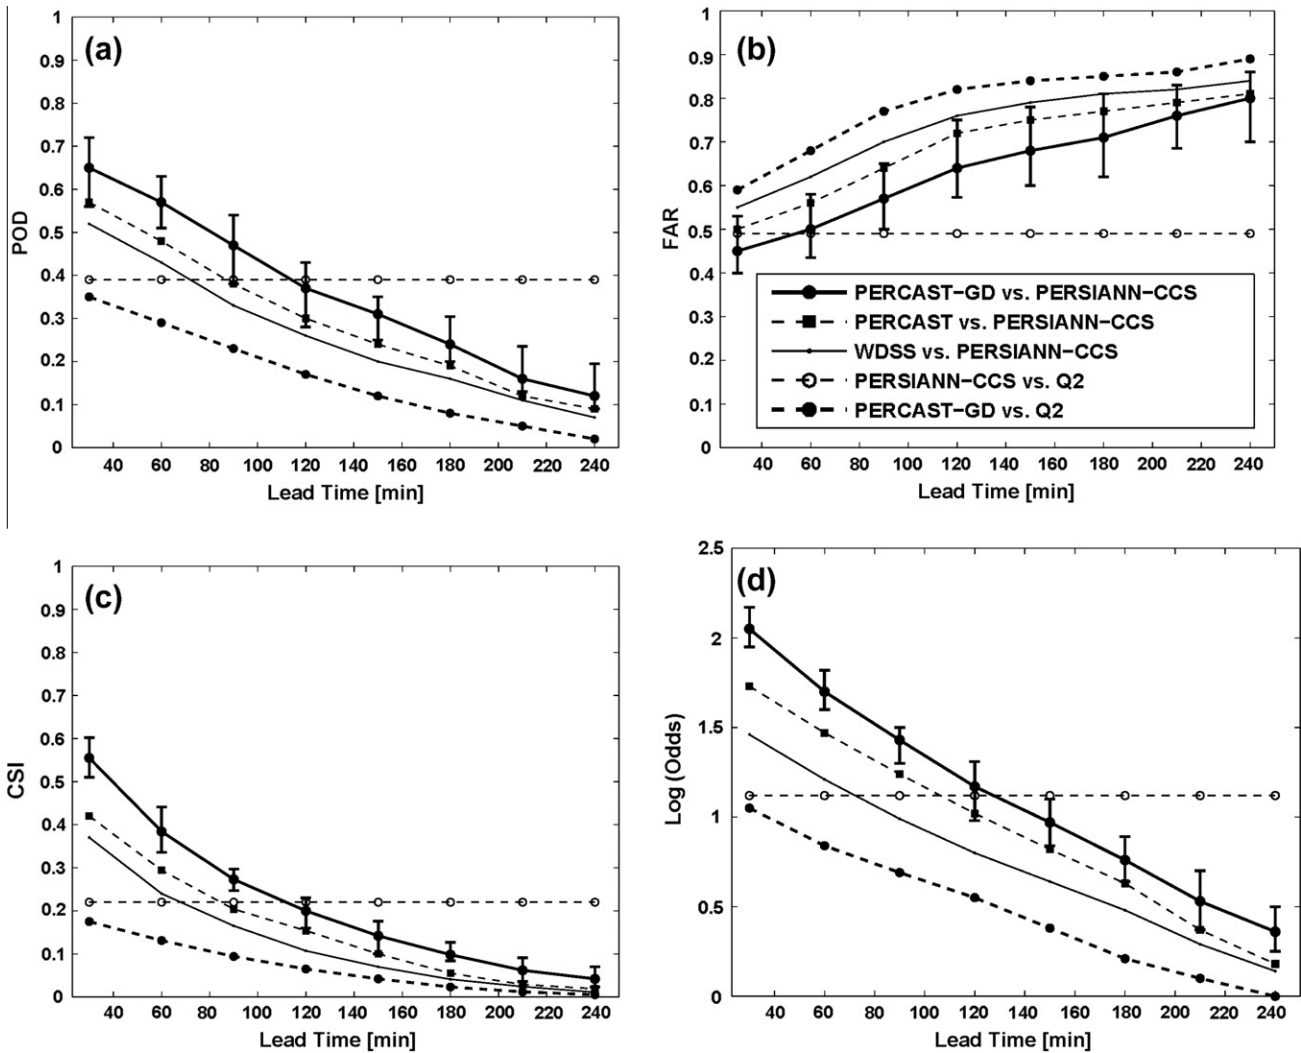 (a)
1
0.9
0.8
0.7
0.6
0.5
0.4
0.3
0.2
0.1
0
POD
40 60 80 100 120 140 160 180 200 220 240
Lead Time [min]
(b)
1
0.9
0.8
0.7
0.6
0.5
0.4
0.3
0.2
0.1
0
FAR
PERCAST−GD vs. PERSIANN−CCS
PERCAST vs. PERSIANN−CCS
WDSS vs. PERSIANN−CCS
PERSIANN−CCS vs. Q2
PERCAST−GD vs. Q2
40 60 80 100 120 140 160 180 200 220 240
Lead Time [min]
(c)
1
0.9
0.8
0.7
0.6
0.5
0.4
0.3
0.2
0.1
0
CSI
40 60 80 100 120 140 160 180 200 220 240
Lead Time [min]
(d)
2.5
2
1.5
1
0.5
0
Log (Odds)
40 60 80 100 120 140 160 180 200 220 240
Lead Time [min]